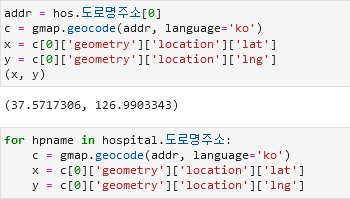 addr = hos.도로명주소[0]
c = gmap.geocode(addr, language='ko')
x = c[0]['geometry']['location']['lat']
y = c[0]['geometry']['location']['lng']
(x, y)
(37.5717306, 126.9903343)
for hpname in hospital.도로명주소:
    c = gmap.geocode(addr, language='ko')
    x = c[0]['geometry']['location']['lat']
    y = c[0]['geometry']['location']['lng']